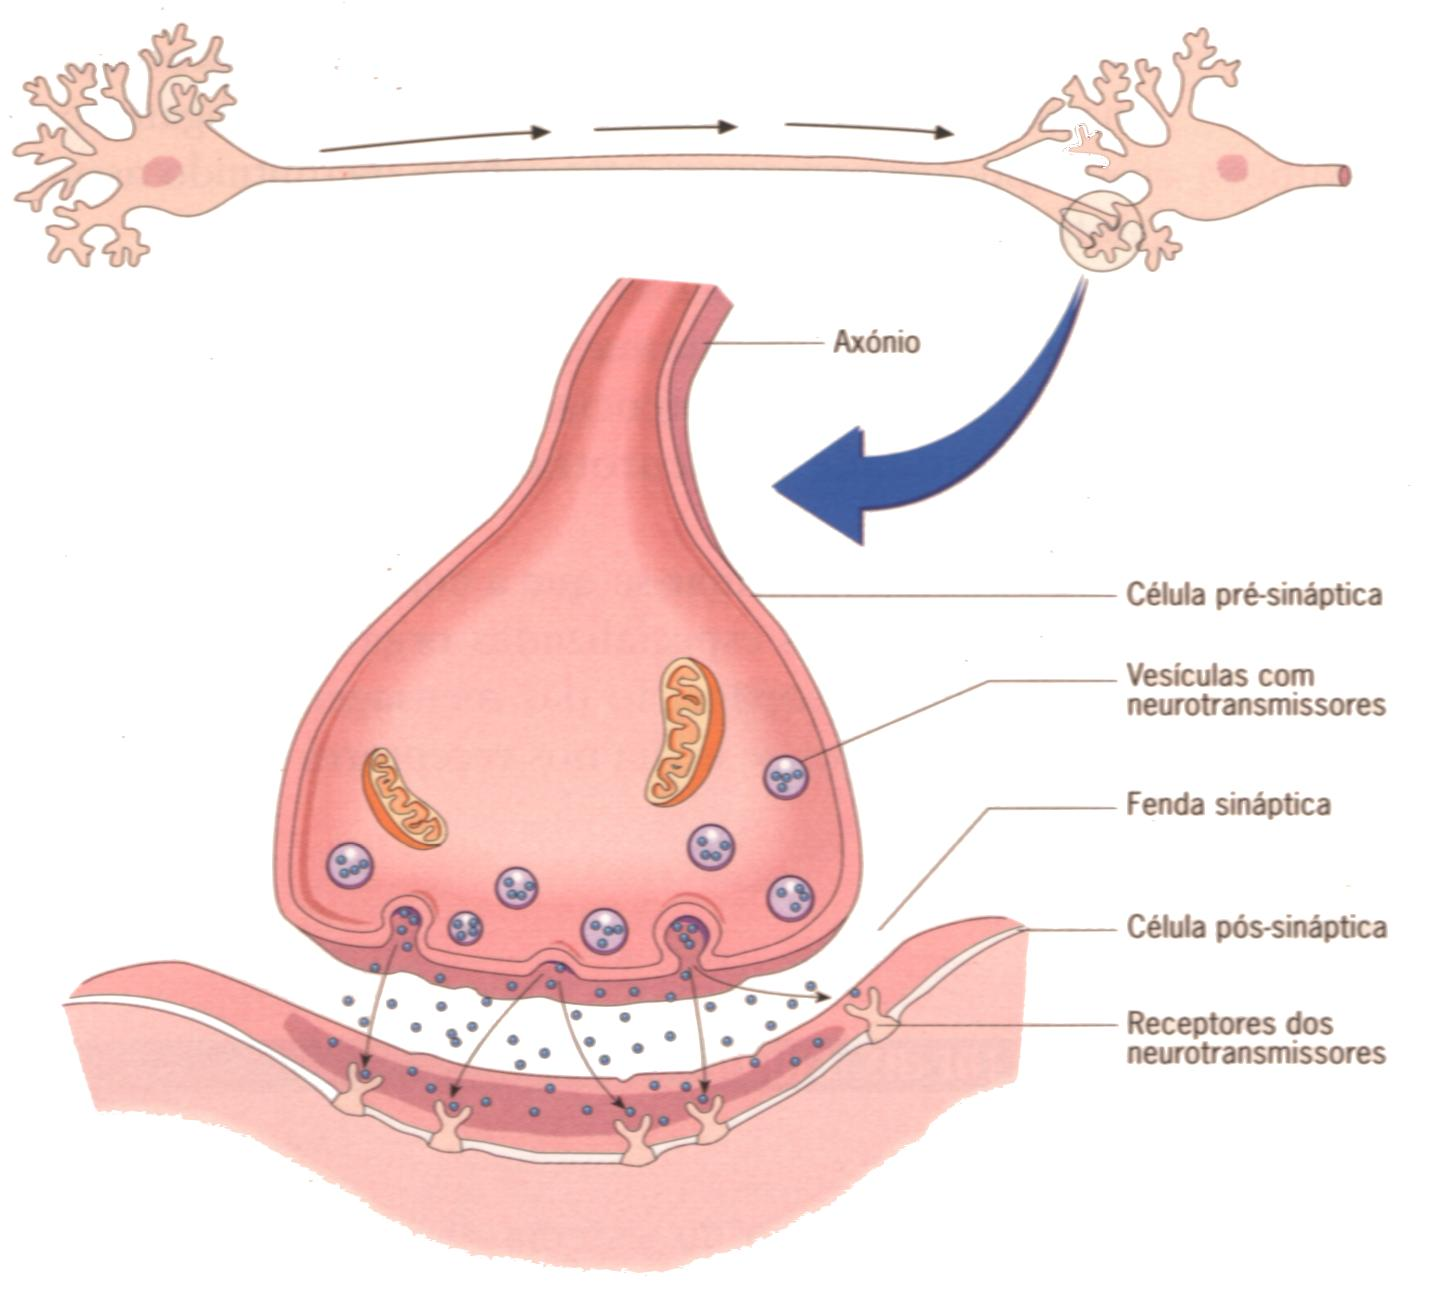 Axónio
Célula pré-sináptica
Vesículas com
neurotransmissores
Fenda sináptica
Célula pós-sináptica
Receptores dos
neurotransmissores